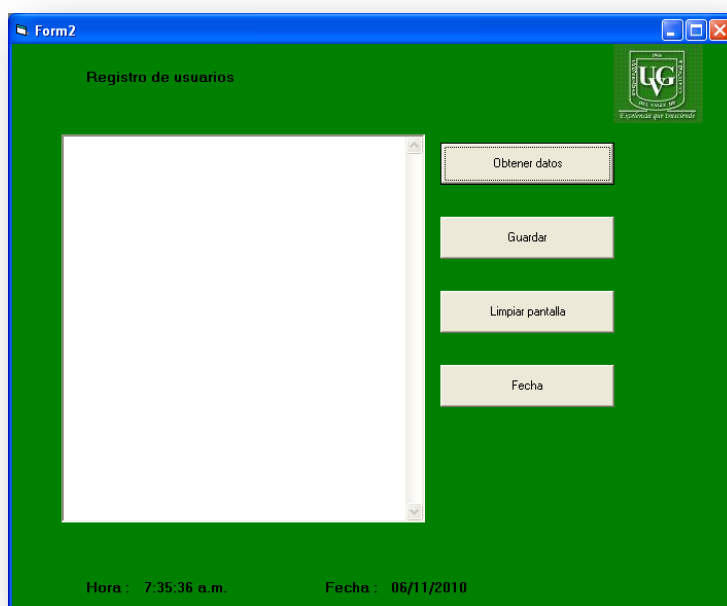 Form2
Registro de usuarios
UVG
Excelencia que trasciende
Obtener datos
Guardar
Limpiar pantalla
Fecha
Hora : 7:35:36 a.m. Fecha : 06/11/2010